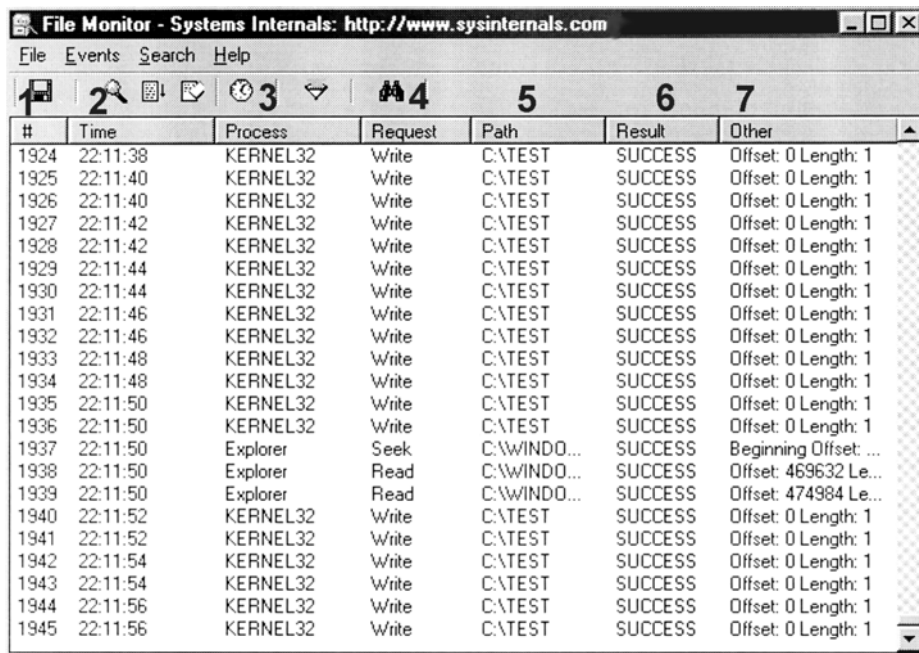 File Monitor - Systems Internals: http://www.sysinternals.com
File Events Search Help
1 2 3 4 5 6 7
# Time Process Request Path Result Other
1924 22:11:38 KERNEL32 Write C:\TEST SUCCESS Offset: 0 Length: 1
1925 22:11:40 KERNEL32 Write C:\TEST SUCCESS Offset: 0 Length: 1
1926 22:11:40 KERNEL32 Write C:\TEST SUCCESS Offset: 0 Length: 1
1927 22:11:42 KERNEL32 Write C:\TEST SUCCESS Offset: 0 Length: 1
1928 22:11:42 KERNEL32 Write C:\TEST SUCCESS Offset: 0 Length: 1
1929 22:11:44 KERNEL32 Write C:\TEST SUCCESS Offset: 0 Length: 1
1930 22:11:44 KERNEL32 Write C:\TEST SUCCESS Offset: 0 Length: 1
1931 22:11:46 KERNEL32 Write C:\TEST SUCCESS Offset: 0 Length: 1
1932 22:11:46 KERNEL32 Write C:\TEST SUCCESS Offset: 0 Length: 1
1933 22:11:48 KERNEL32 Write C:\TEST SUCCESS Offset: 0 Length: 1
1934 22:11:48 KERNEL32 Write C:\TEST SUCCESS Offset: 0 Length: 1
1935 22:11:50 KERNEL32 Write C:\TEST SUCCESS Offset: 0 Length: 1
1936 22:11:50 KERNEL32 Write C:\TEST SUCCESS Offset: 0 Length: 1
1937 22:11:50 Explorer Seek C:\WINDO... SUCCESS Beginning Offset: ...
1938 22:11:50 Explorer Read C:\WINDO... SUCCESS Offset: 469632 Le...
1939 22:11:50 Explorer Read C:\WINDO... SUCCESS Offset: 474984 Le...
1940 22:11:52 KERNEL32 Write C:\TEST SUCCESS Offset: 0 Length: 1
1941 22:11:52 KERNEL32 Write C:\TEST SUCCESS Offset: 0 Length: 1
1942 22:11:54 KERNEL32 Write C:\TEST SUCCESS Offset: 0 Length: 1
1943 22:11:54 KERNEL32 Write C:\TEST SUCCESS Offset: 0 Length: 1
1944 22:11:56 KERNEL32 Write C:\TEST SUCCESS Offset: 0 Length: 1
1945 22:11:56 KERNEL32 Write C:\TEST SUCCESS Offset: 0 Length: 1